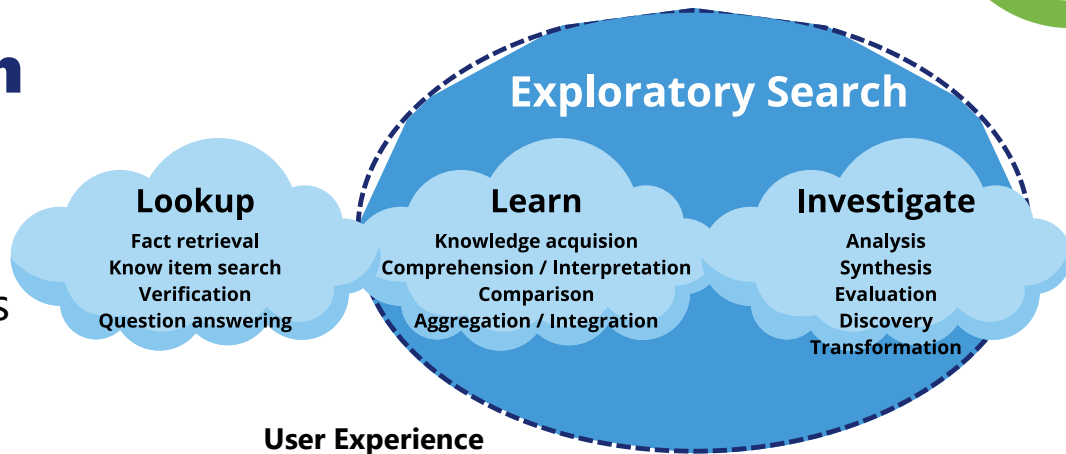 n
Exploratory Search
Lookup
Fact retrieval
Know item search
Verification
Question answering
Learn
Knowledge acquision
Comprehension / Interpretation
Comparison
Aggregation / Integration
Investigate
Analysis
Synthesis
Evaluation
Discovery
Transformation
s
User Experience